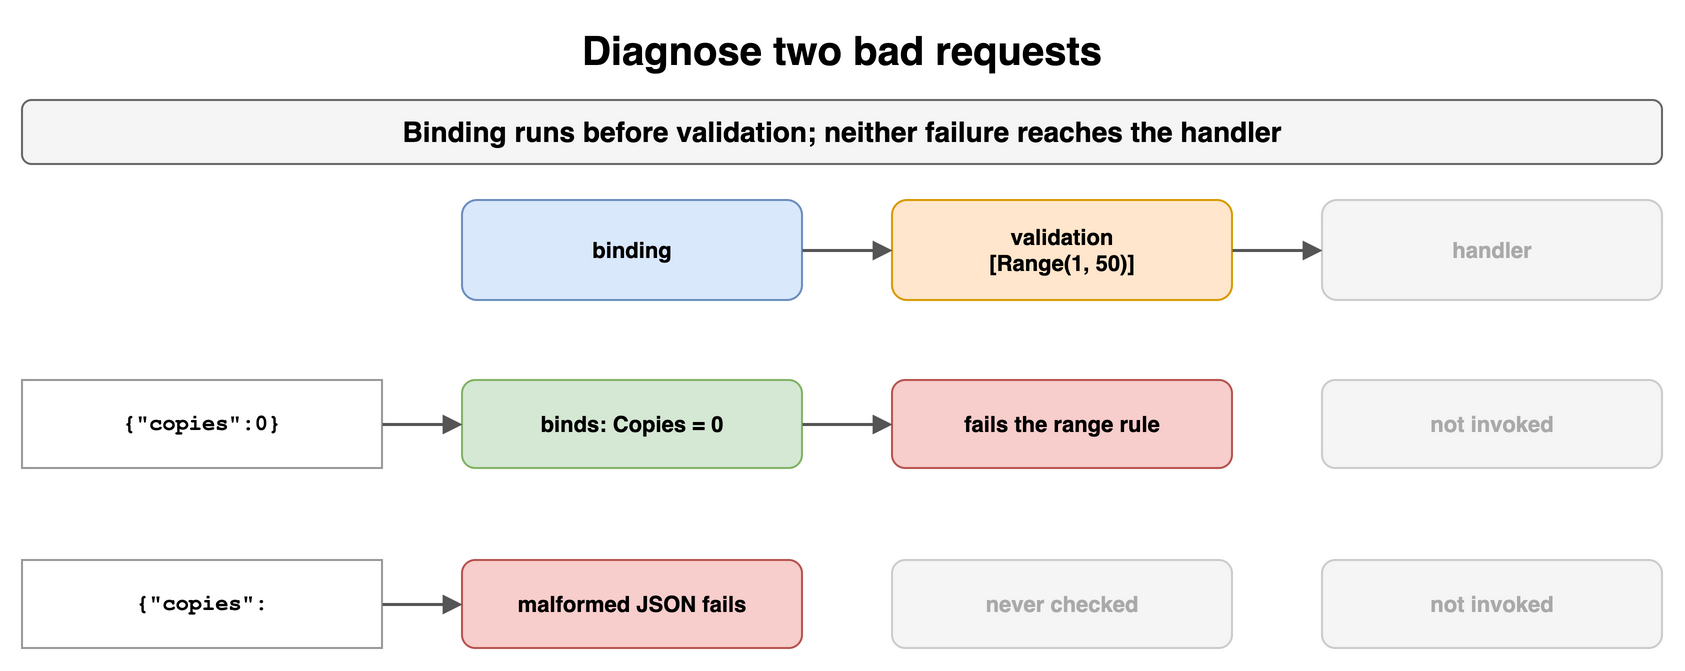 Diagnose two bad requests
Binding runs before validation; neither failure reaches the handler
binding
validation
[Range(1, 50)]
handler
{"copies":0}
binds: Copies = 0
fails the range rule
not invoked
{"copies":
malformed JSON fails
never checked
not invoked